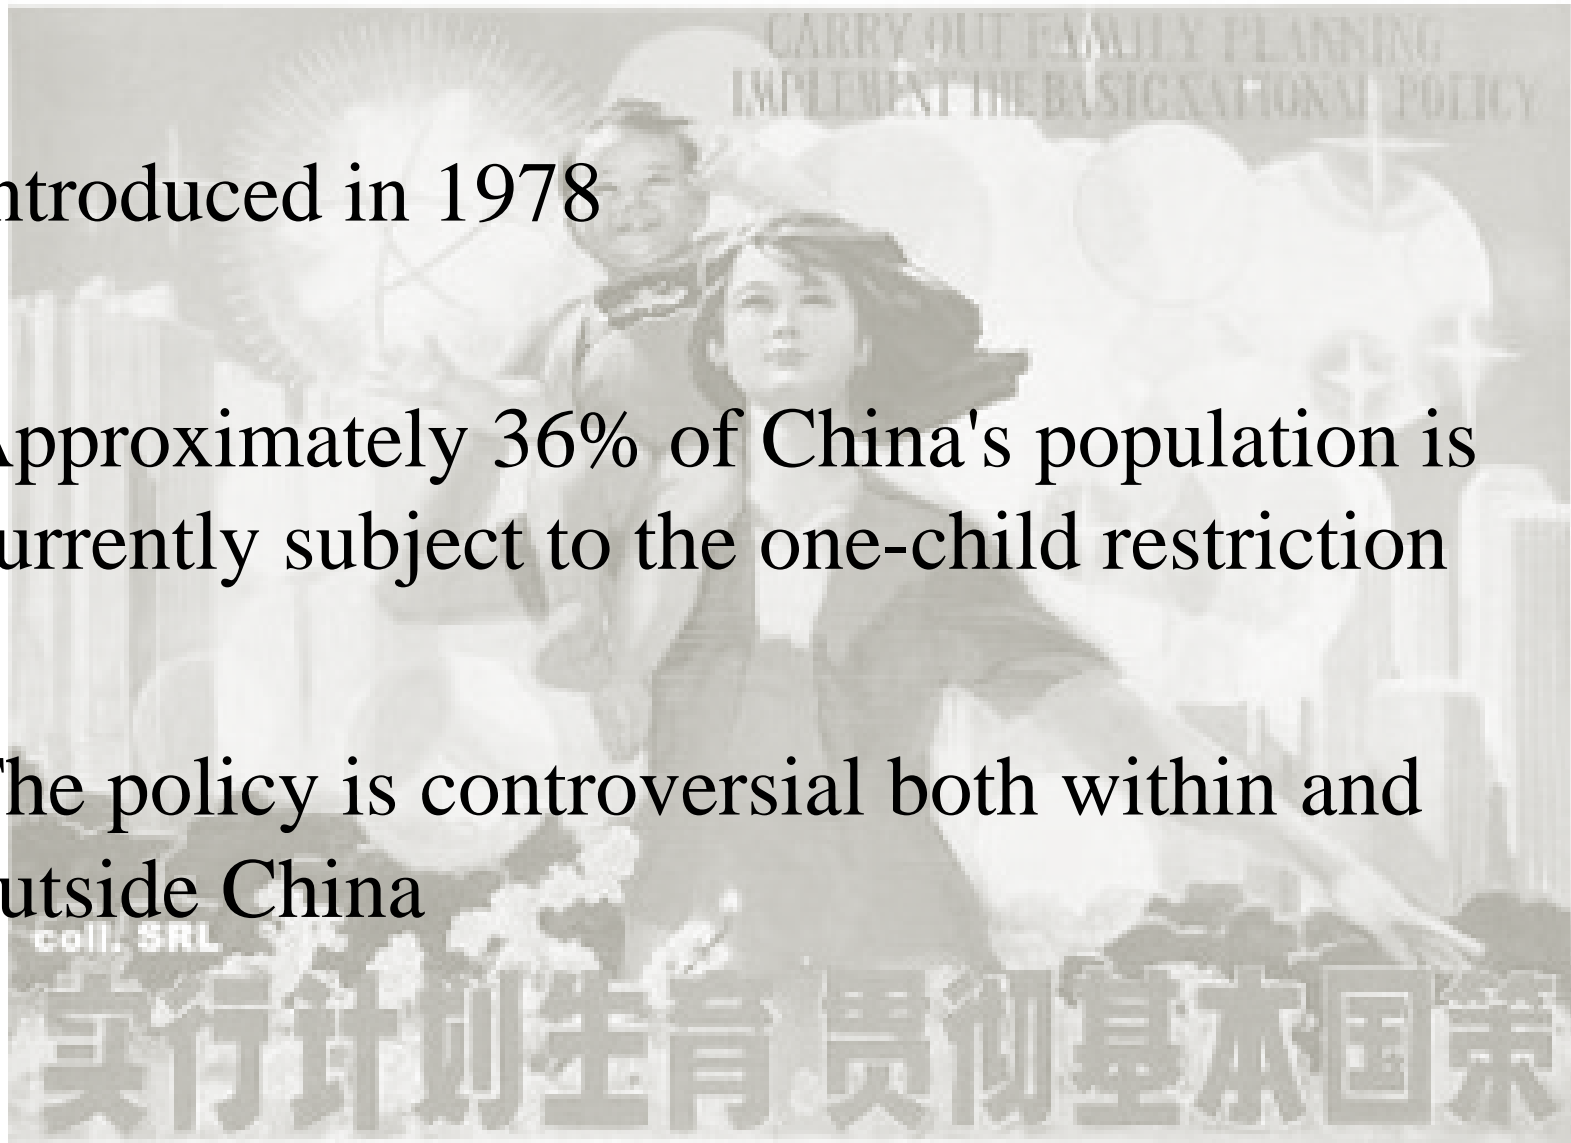 CARRY OUT FAMILY PLANNING
IMPLEMENT THE BASIC NATIONAL POLICY
ntroduced in 1978
Approximately 36% of China's population is
urrently subject to the one-child restriction
The policy is controversial both within and
utside China
coll. SRL
实行计划生育 贯彻基本国策